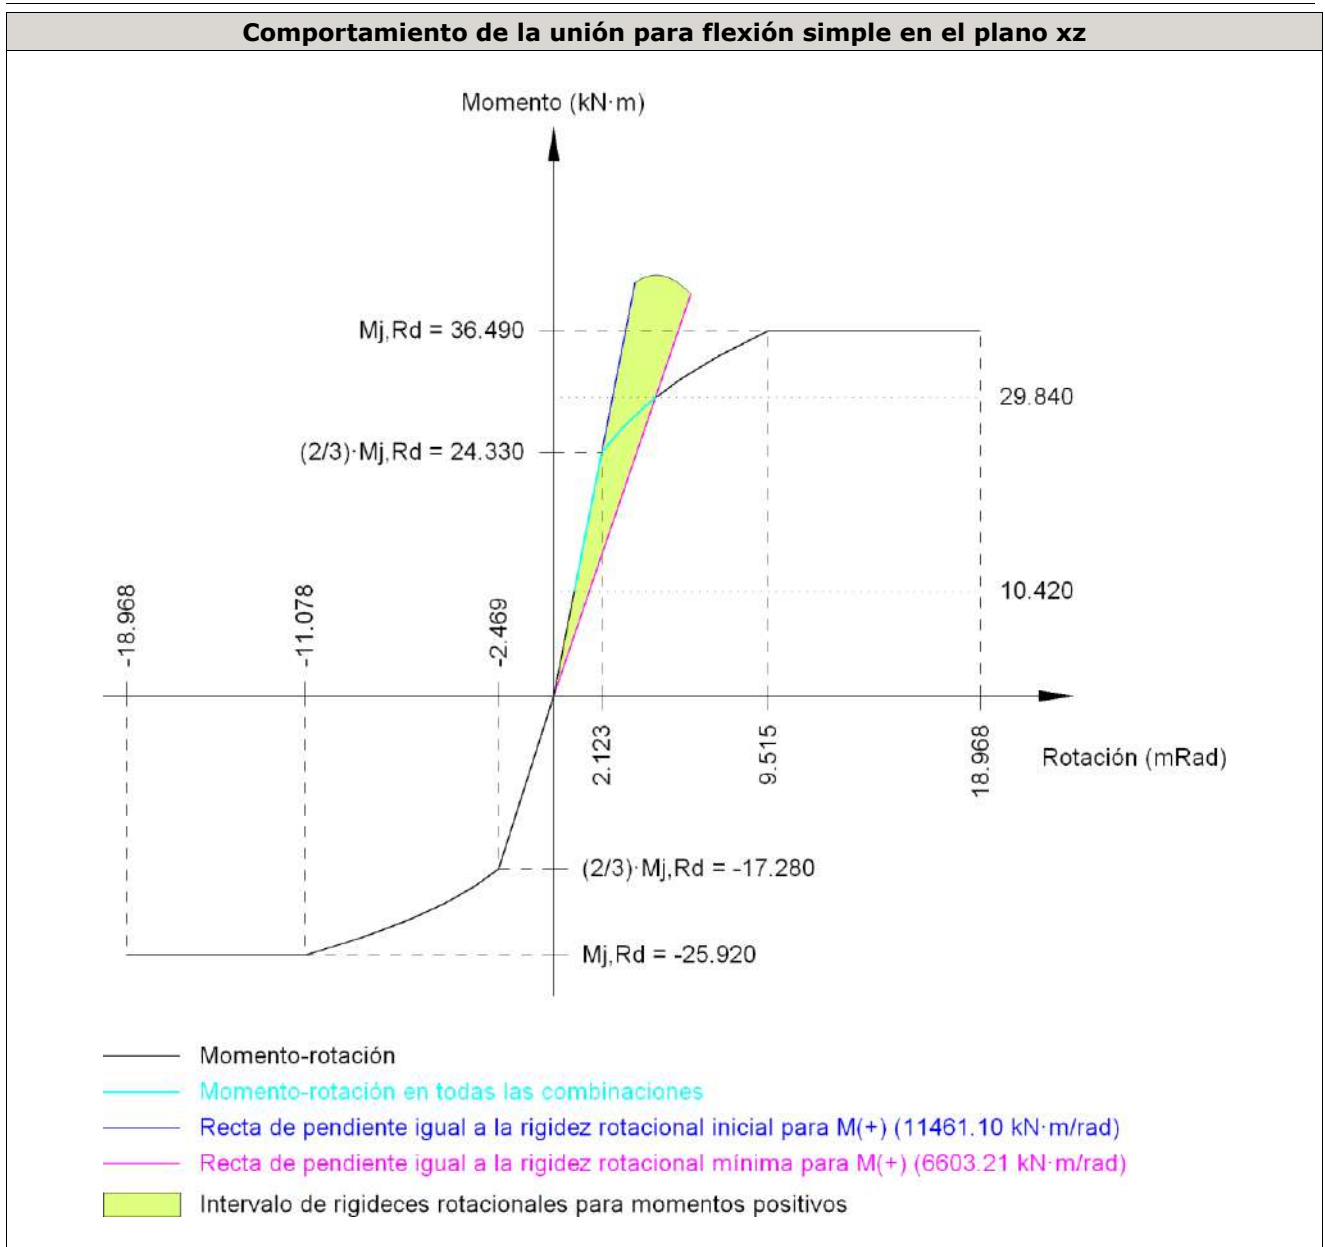 Comportamiento de la unión para flexión simple en el plano xz
Momento (kN·m)
Mj,Rd = 36.490
29.840
(2/3)·Mj,Rd = 24.330
10.420
-18.968
-11.078
-2.469
2.123
9.515
18.968
Rotación (mRad)
(2/3)·Mj,Rd = -17.280
Mj,Rd = -25.920
Momento-rotación
Momento-rotación en todas las combinaciones
Recta de pendiente igual a la rigidez rotacional inicial para M(+) (11461.10 kN·m/rad)
Recta de pendiente igual a la rigidez rotacional mínima para M(+) (6603.21 kN·m/rad)
Intervalo de rigideces rotacionales para momentos positivos